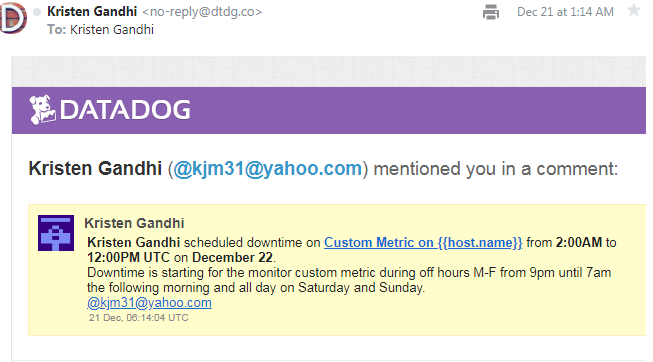 Kristen Gandhi <no-reply@dtdg.co>
Dec 21 at 1:14 AM
To: Kristen Gandhi
DATADOG
Kristen Gandhi (@kjm31@yahoo.com) mentioned you in a comment:
Kristen Gandhi
Kristen Gandhi scheduled downtime on Custom Metric on {{host.name}} from 2:00AM to
12:00PM UTC on December 22.
Downtime is starting for the monitor custom metric during off hours M-F from 9pm until 7am
the following morning and all day on Saturday and Sunday.
@kjm31@yahoo.com
21 Dec, 06:14:04 UTC